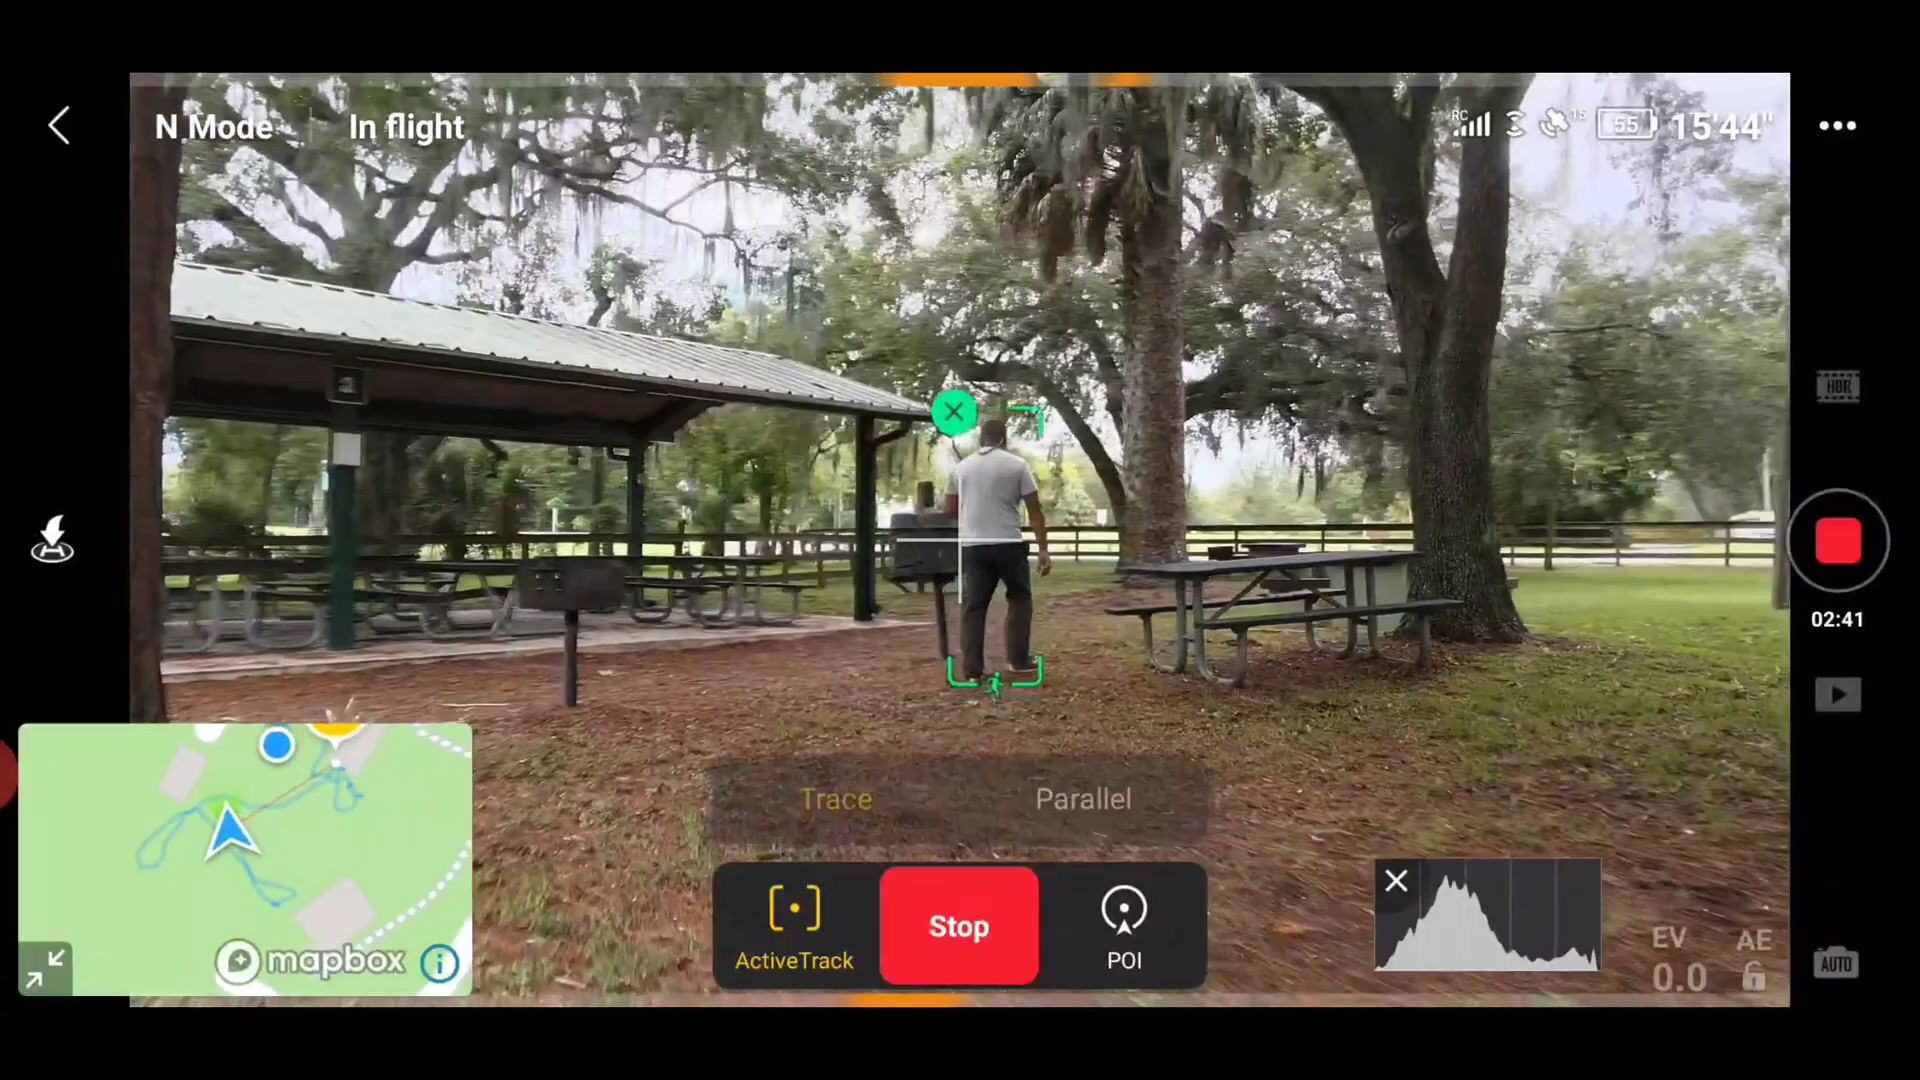 N Mode
In flight
RC
15
55
15'44"
HDR
02:41
Trace
Parallel
ActiveTrack
Stop
POI
mapbox
i
EV
0.0
AE
AUTO